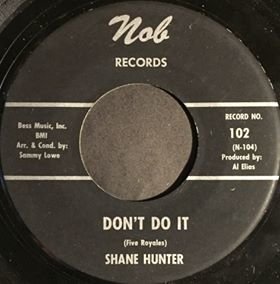 Nob
RECORDS
Bess Music, Inc.
BMI
Arr. & Cond. by:
Sammy Lowe
RECORD NO.
102
(N-104)
Produced by:
Al Elias
DON'T DO IT
(Five Royales)
SHANE HUNTER